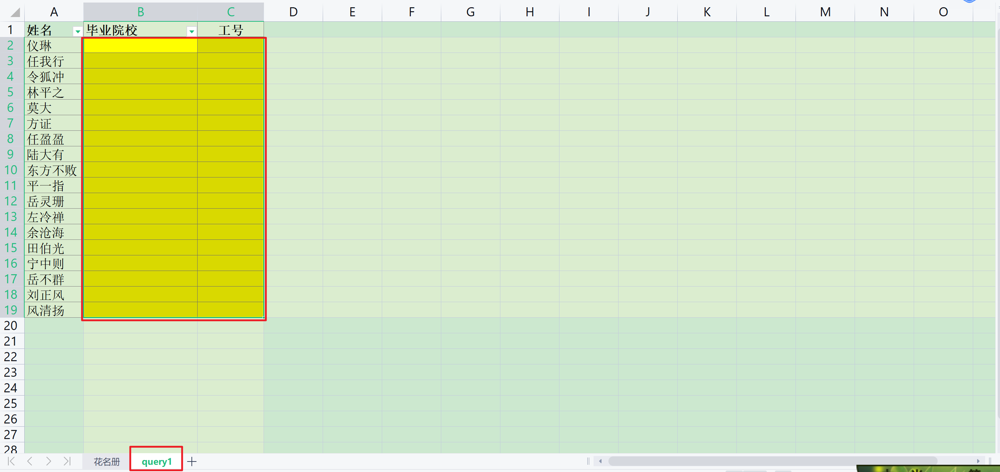 A B C D E F G H I J K L M N O
1 姓名 毕业院校 工号
2 仪琳
3 任我行
4 令狐冲
5 林平之
6 莫大
7 方证
8 任盈盈
9 陆大有
10 东方不败
11 平一指
12 岳灵珊
13 左冷禅
14 余沧海
15 田伯光
16 宁中则
17 岳不群
18 刘正风
19 风清扬
20
21
22
23
24
25
26
27
28
花名册 query1